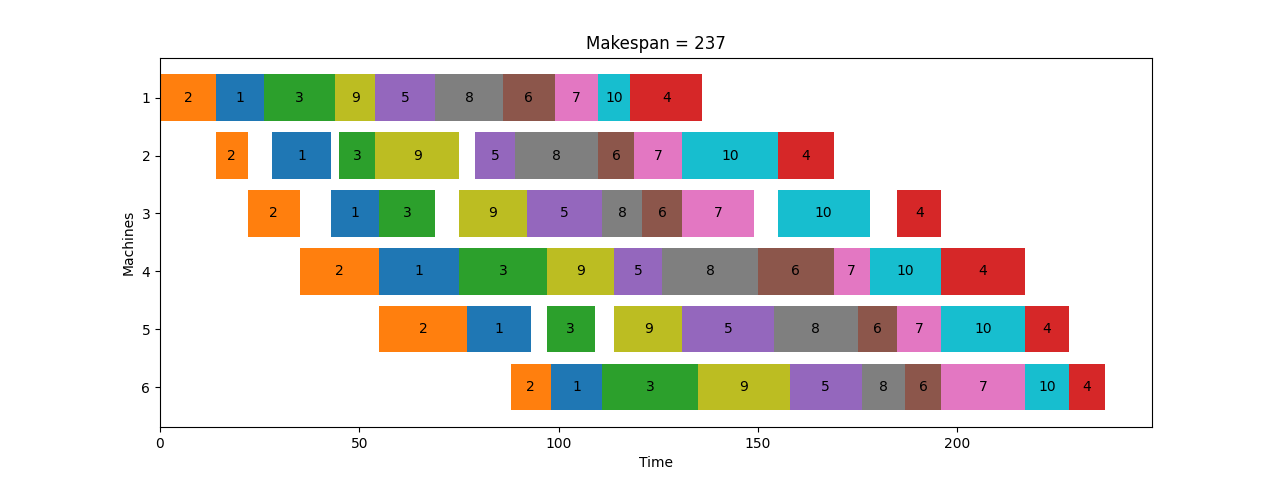 Makespan = 237
1 2 1 3 9 5 8 6 7 10 4
2 2 1 3 9 5 8 6 7 10 4
3 2 1 3 9 5 8 6 7 10 4
4 2 1 3 9 5 8 6 7 10 4
5 2 1 3 9 5 8 6 7 10 4
6 2 1 3 9 5 8 6 7 10 4
Machines
0 50 100 150 200
Time